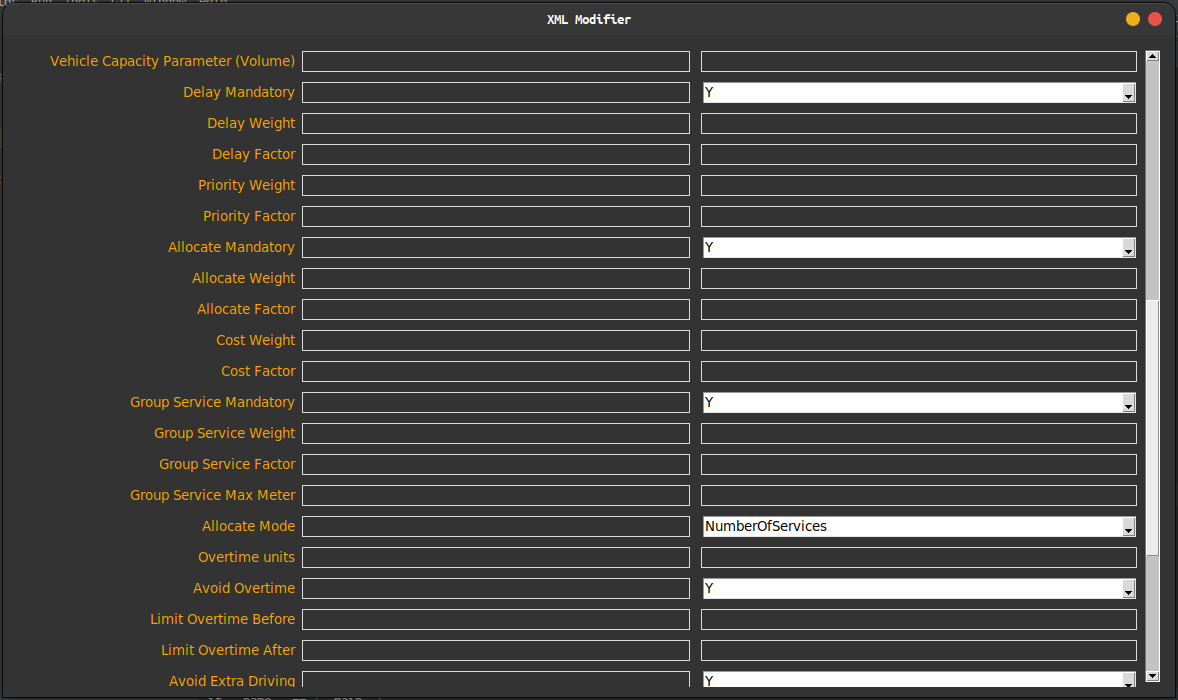 XML Modifier
Vehicle Capacity Parameter (Volume)
Delay Mandatory Y
Delay Weight
Delay Factor
Priority Weight
Priority Factor
Allocate Mandatory Y
Allocate Weight
Allocate Factor
Cost Weight
Cost Factor
Group Service Mandatory Y
Group Service Weight
Group Service Factor
Group Service Max Meter
Allocate Mode NumberOfServices
Overtime units
Avoid Overtime Y
Limit Overtime Before
Limit Overtime After
Avoid Extra Driving Y